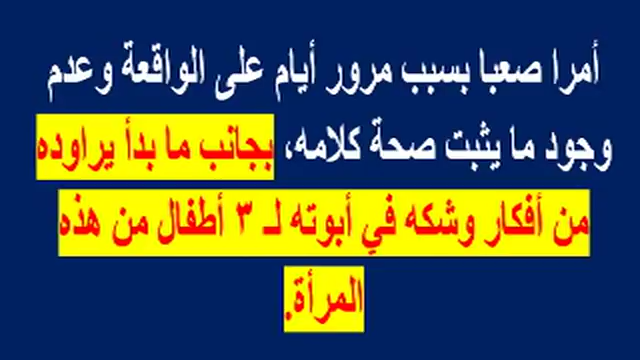 أمرا صعبا بسبب مرور أيام على الواقعة وعدم
وجود ما يثبت صحة كلامه، بجانب ما بدأ يراوده
من أفكار وشكه في أبوته لـ ٣ أطفال من هذه
المرأة.